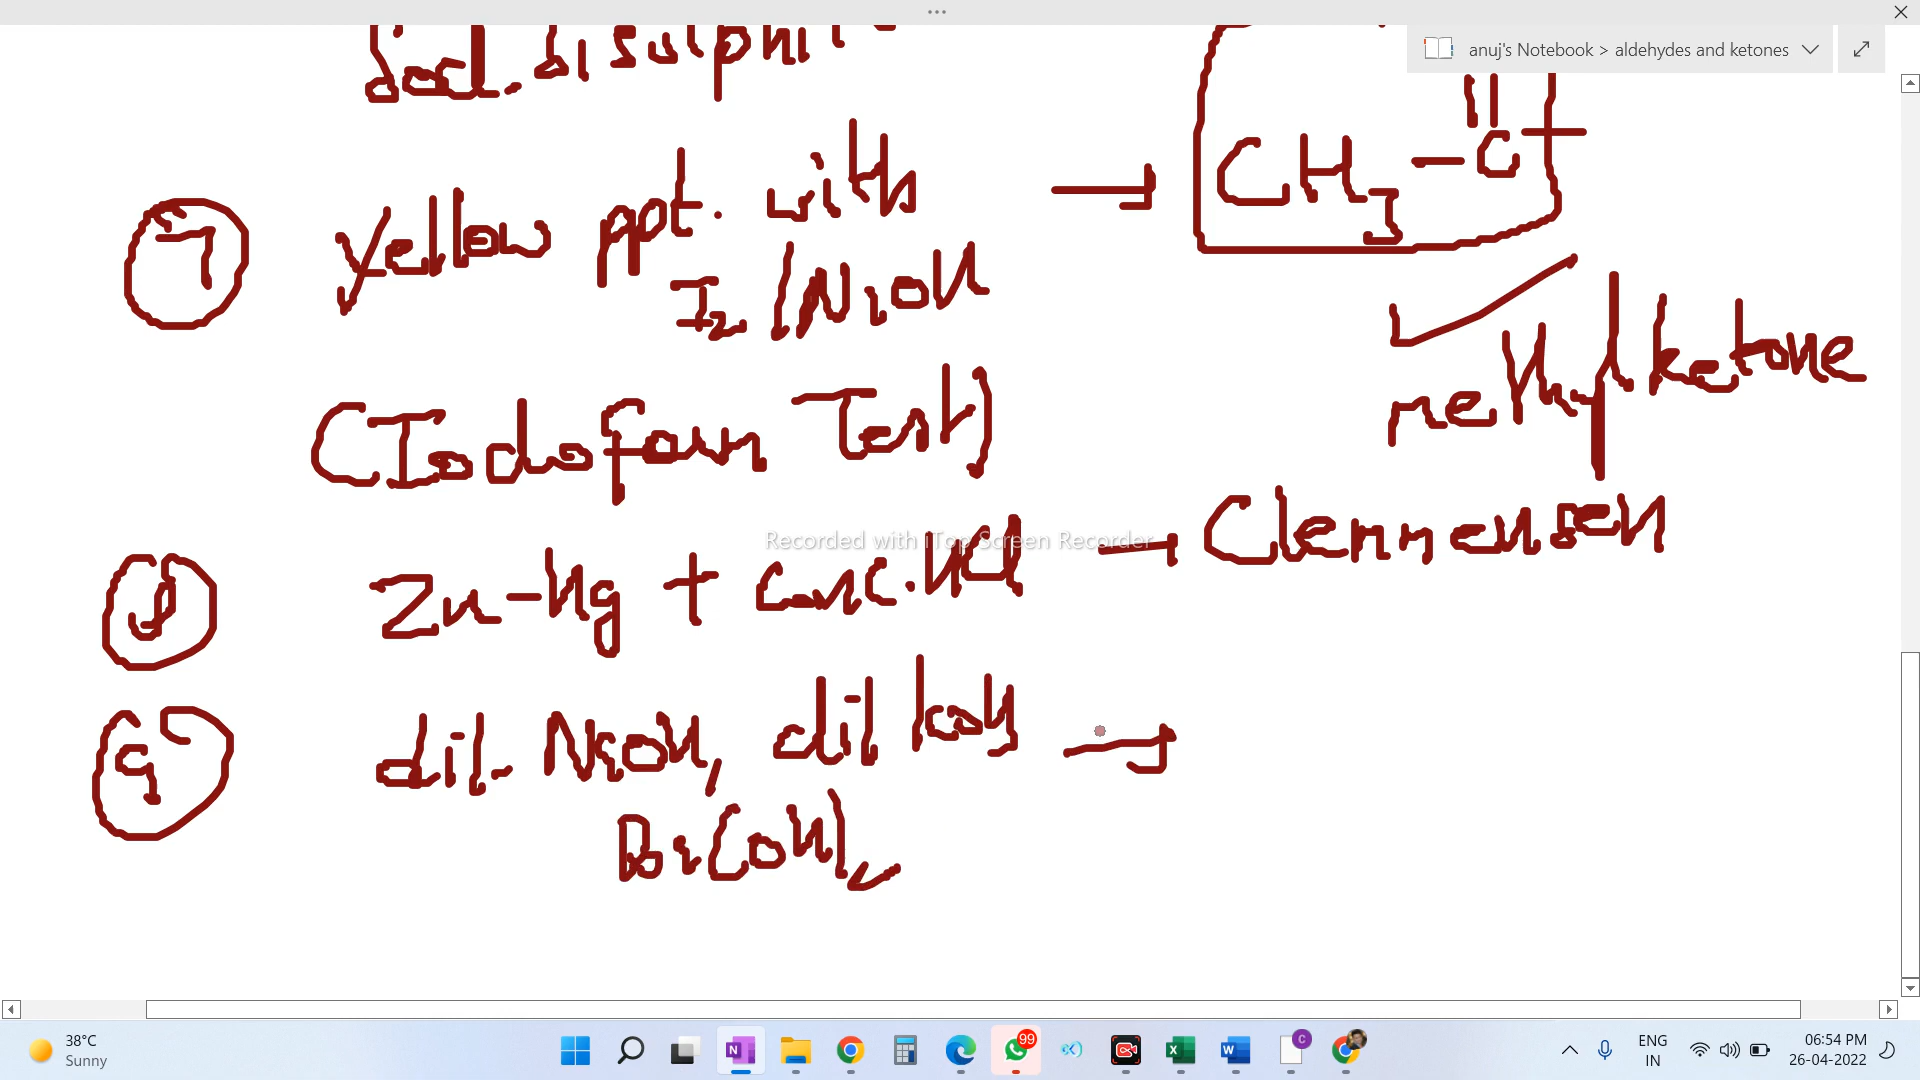 Sod. bisulphite
anuj's Notebook > aldehydes and ketones
7 Yellow ppt. with → CH3 - C
I2 / NaOH
methyl ketone
(Iodoform Test)
8 Zn-Hg + Conc. HCl → Clemmensen
Recorded with iTop Screen Recorder
9 dil. NaOH, dil KOH →
Ba(OH)2
38°C
Sunny
99
ENG
IN
06:54 PM
26-04-2022